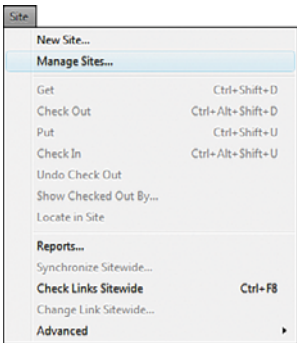 Site
New Site...
Manage Sites...
Get Ctrl+Shift+D
Check Out Ctrl+Alt+Shift+D
Put Ctrl+Shift+U
Check In Ctrl+Alt+Shift+U
Undo Check Out
Show Checked Out By...
Locate in Site
Reports...
Synchronize Sitewide...
Check Links Sitewide Ctrl+F8
Change Link Sitewide...
Advanced